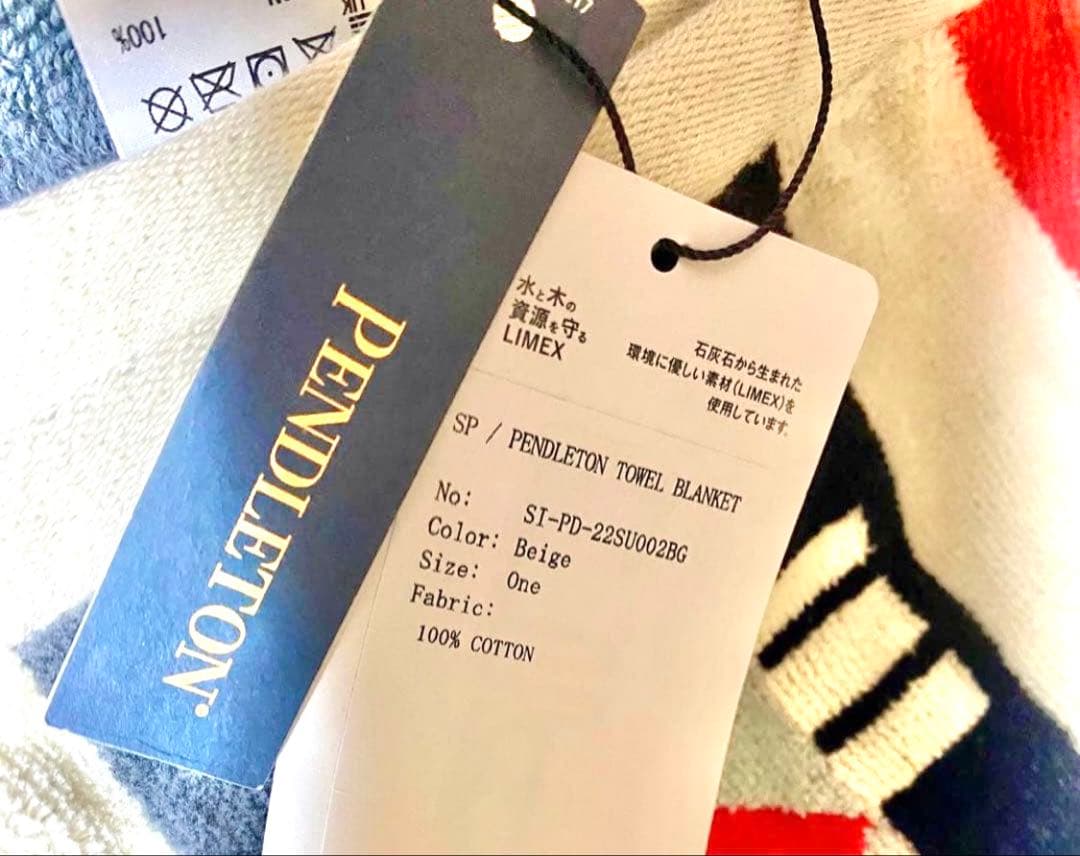 100%
UK
PENDLETON
水と木の
資源を守る
LIMEX
石灰石から生まれた
環境に優しい素材(LIMEX)を
使用しています。
SP / PENDLETON TOWEL BLANKET
No: SI-PD-22SU002BG
Color: Beige
Size: One
Fabric:
100% COTTON